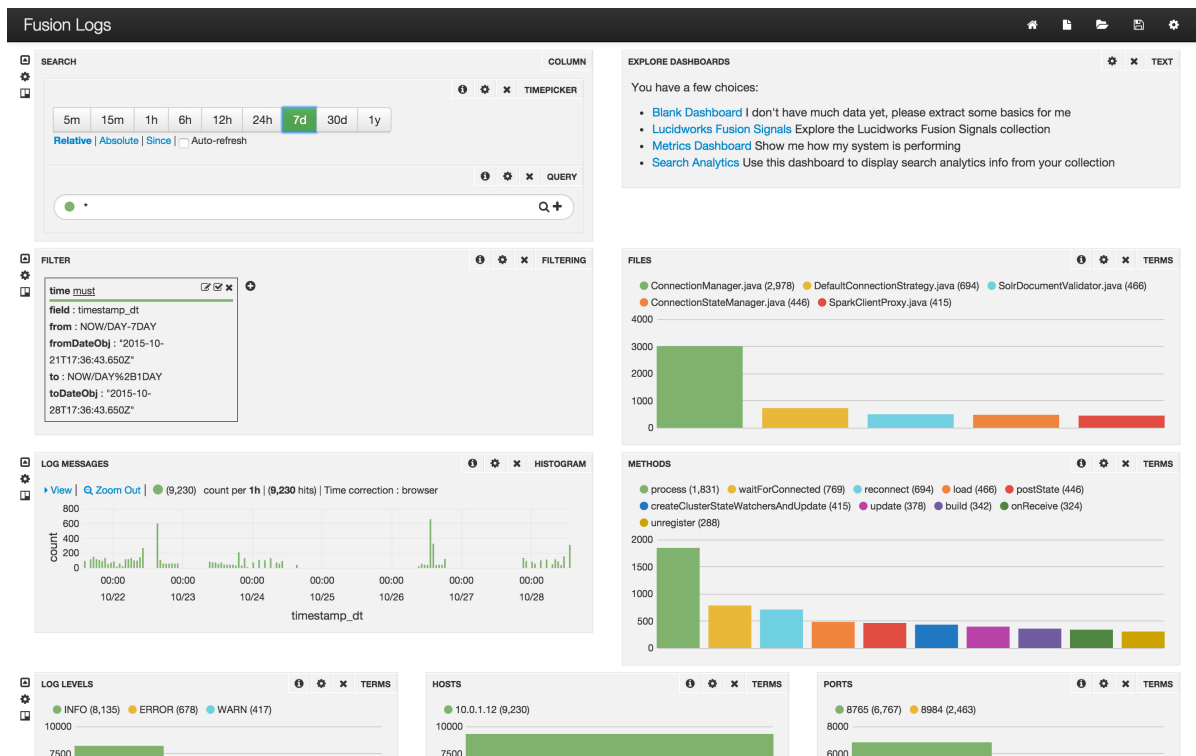 Fusion Logs
SEARCH
COLUMN
TIMEPICKER
5m 15m 1h 6h 12h 24h 7d 30d 1y
Relative | Absolute | Since | Auto-refresh
QUERY
*
EXPLORE DASHBOARDS
TEXT
You have a few choices:
• Blank Dashboard I don't have much data yet, please extract some basics for me
• Lucidworks Fusion Signals Explore the Lucidworks Fusion Signals collection
• Metrics Dashboard Show me how my system is performing
• Search Analytics Use this dashboard to display search analytics info from your collection
FILTER
FILTERING
time must
field : timestamp_dt
from : NOW/DAY-7DAY
fromDateObj : "2015-10-
21T17:36:43.650Z"
to : NOW/DAY%2B1DAY
toDateObj : "2015-10-
28T17:36:43.650Z"
FILES
TERMS
ConnectionManager.java (2,978) DefaultConnectionStrategy.java (694) SolrDocumentValidator.java (466)
ConnectionStateManager.java (446) SparkClientProxy.java (415)
4000
3000
2000
1000
0
LOG MESSAGES
HISTOGRAM
View | Zoom Out | (9,230) count per 1h | (9,230 hits) | Time correction : browser
count
800
600
400
200
0
00:00 00:00 00:00 00:00 00:00 00:00 00:00
10/22 10/23 10/24 10/25 10/26 10/27 10/28
timestamp_dt
METHODS
TERMS
process (1,831) waitForConnected (769) reconnect (694) load (466) postState (446)
createClusterStateWatchersAndUpdate (415) update (378) build (342) onReceive (324)
unregister (288)
2000
1500
1000
500
0
LOG LEVELS
TERMS
INFO (8,135) ERROR (678) WARN (417)
10000
7500
HOSTS
TERMS
10.0.1.12 (9,230)
10000
7500
PORTS
TERMS
8765 (6,767) 8984 (2,463)
8000
6000